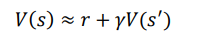 V(s) ≈ r + γV(s′)